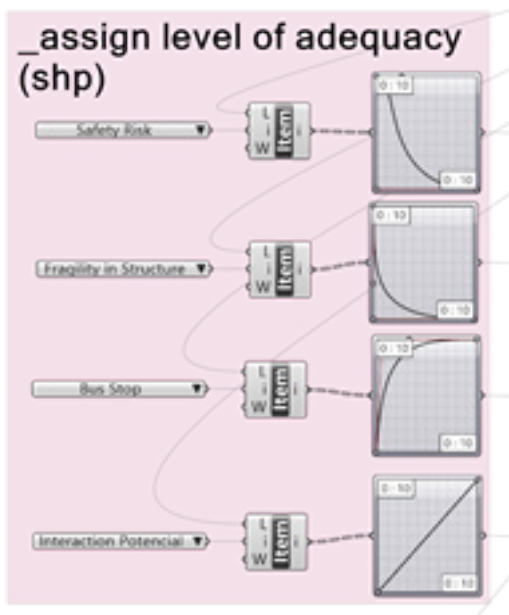 _assign level of adequacy
(shp)
Safety Risk
L
i
W
Item
i
0 : 10
0 : 10
Fragility in Structure
L
i
W
Item
i
0 : 10
0 : 10
Bus Stop
L
i
W
Item
i
0 : 10
0 : 10
Interaction Potencial
L
i
W
Item
i
0 : 10
0 : 10